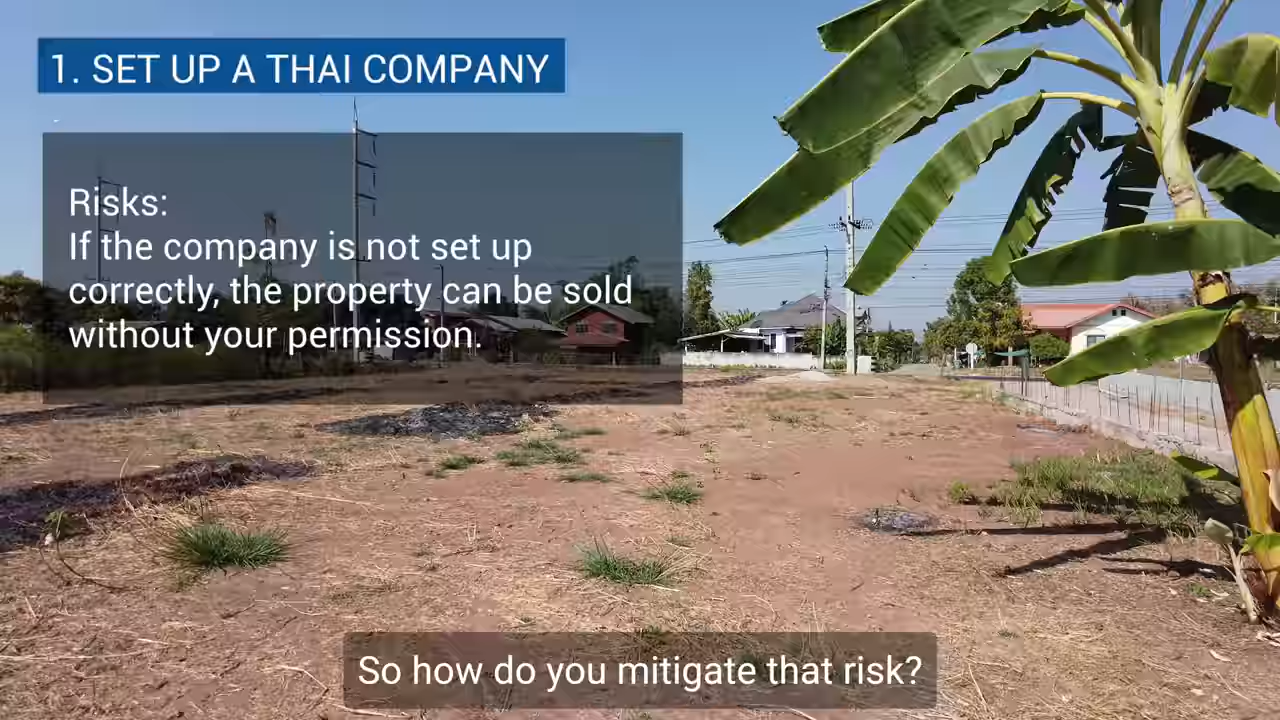 1. SET UP A THAI COMPANY
Risks:
If the company is not set up
correctly, the property can be sold
without your permission.
So how do you mitigate that risk?